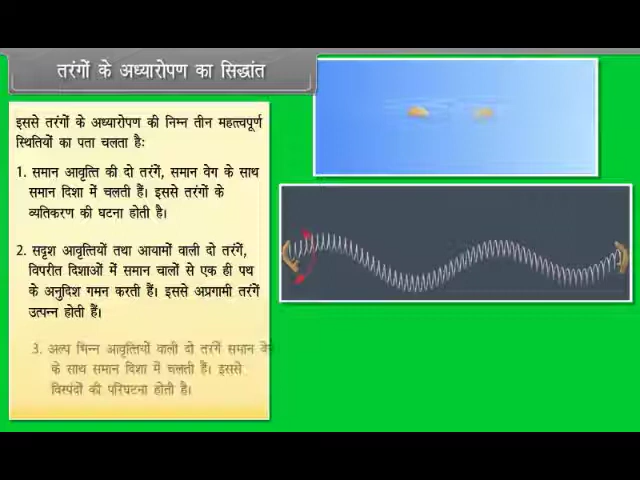 तरंगों के अध्यारोपण का सिद्धांत
इससे तरंगों के अध्यारोपण की निम्न तीन महत्त्वपूर्ण
स्थितियों का पता चलता है:
1. समान आवृत्ति की दो तरंगें, समान वेग के साथ
समान दिशा में चलती हैं। इससे तरंगों के
व्यतिकरण की घटना होती है।
2. सदृश आवृत्तियों तथा आयामों वाली दो तरंगें,
विपरीत दिशाओं में समान चालों से एक ही पथ
के अनुदिश गमन करती हैं। इससे अप्रगामी तरंगें
उत्पन्न होती हैं।
3. अल्प भिन्न आवृत्तियों वाली दो तरंगें समान वेग
के साथ समान दिशा में चलती हैं। इससे
विस्पंदों की परिघटना होती है।